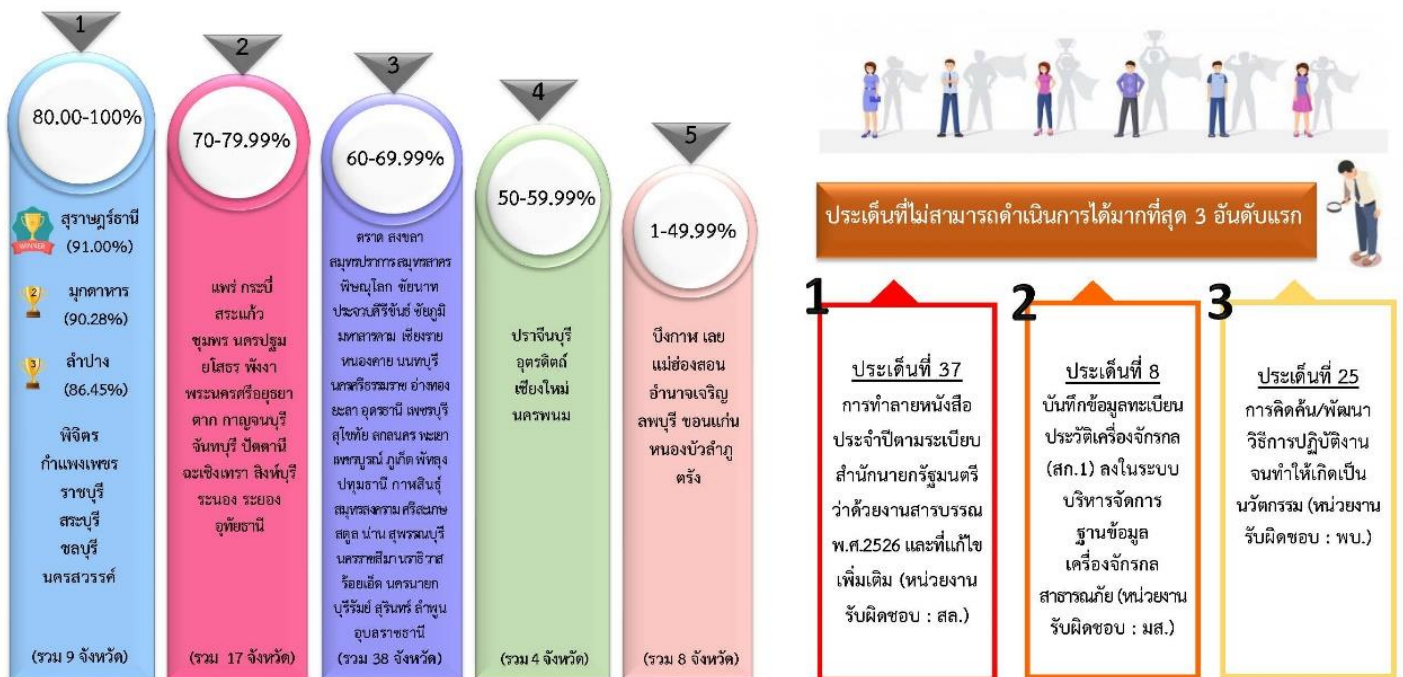 1
80.00-100%
สุราษฎร์ธานี
WINNER
(91.00%)
2
มุกดาหาร
(90.28%)
3
ลำปาง
(86.45%)
พิจิตร
กำแพงเพชร
ราชบุรี
สระบุรี
ชลบุรี
นครสวรรค์
(รวม 9 จังหวัด)
2
70-79.99%
แพร่ กระบี่
สระแก้ว
ชุมพร นครปฐม
ยโสธร พังงา
พระนครศรีอยุธยา
ตาก กาญจนบุรี
จันทบุรี ปัตตานี
ฉะเชิงเทรา สิงห์บุรี
ระนอง ระยอง
อุทัยธานี
(รวม 17 จังหวัด)
3
60-69.99%
ตราด สงขลา
สมุทรปราการ สมุทรสาคร
พิษณุโลก ชัยนาท
ประจวบคีรีขันธ์ ชัยภูมิ
มหาสารคาม เชียงราย
หนองคาย นนทบุรี
นครศรีธรรมราช อ่างทอง
ยะลา อุดรธานี เพชรบุรี
สุโขทัย สกลนคร พะเยา
เพชรบูรณ์ ภูเก็ต พัทลุง
ปทุมธานี กาฬสินธุ์
สมุทรสงคราม ศรีสะเกษ
สตูล น่าน สุพรรณบุรี
นครราชสีมา นราธิวาส
ร้อยเอ็ด นครนายก
บุรีรัมย์ สุรินทร์ ลำพูน
อุบลราชธานี
(รวม 38 จังหวัด)
4
50-59.99%
ปราจีนบุรี
อุตรดิตถ์
เชียงใหม่
นครพนม
(รวม 4 จังหวัด)
5
1-49.99%
บึงกาฬ เลย
แม่ฮ่องสอน
อำนาจเจริญ
ลพบุรี ขอนแก่น
หนองบัวลำภู
ตรัง
(รวม 8 จังหวัด)
ประเด็นที่ไม่สามารถดำเนินการได้มากที่สุด 3 อันดับแรก
1
ประเด็นที่ 37
การทำลายหนังสือ
ประจำปีตามระเบียบ
สำนักนายกรัฐมนตรี
ว่าด้วยงานสารบรรณ
พ.ศ.2526 และที่แก้ไข
เพิ่มเติม (หน่วยงาน
รับผิดชอบ : สล.)
2
ประเด็นที่ 8
บันทึกข้อมูลทะเบียน
ประวัติเครื่องจักรกล
(สก.1) ลงในระบบ
บริหารจัดการ
ฐานข้อมูล
เครื่องจักรกล
สาธารณภัย (หน่วยงาน
รับผิดชอบ : มส.)
3
ประเด็นที่ 25
การคิดค้น/พัฒนา
วิธีการปฏิบัติงาน
จนทำให้เกิดเป็น
นวัตกรรม (หน่วยงาน
รับผิดชอบ : พบ.)